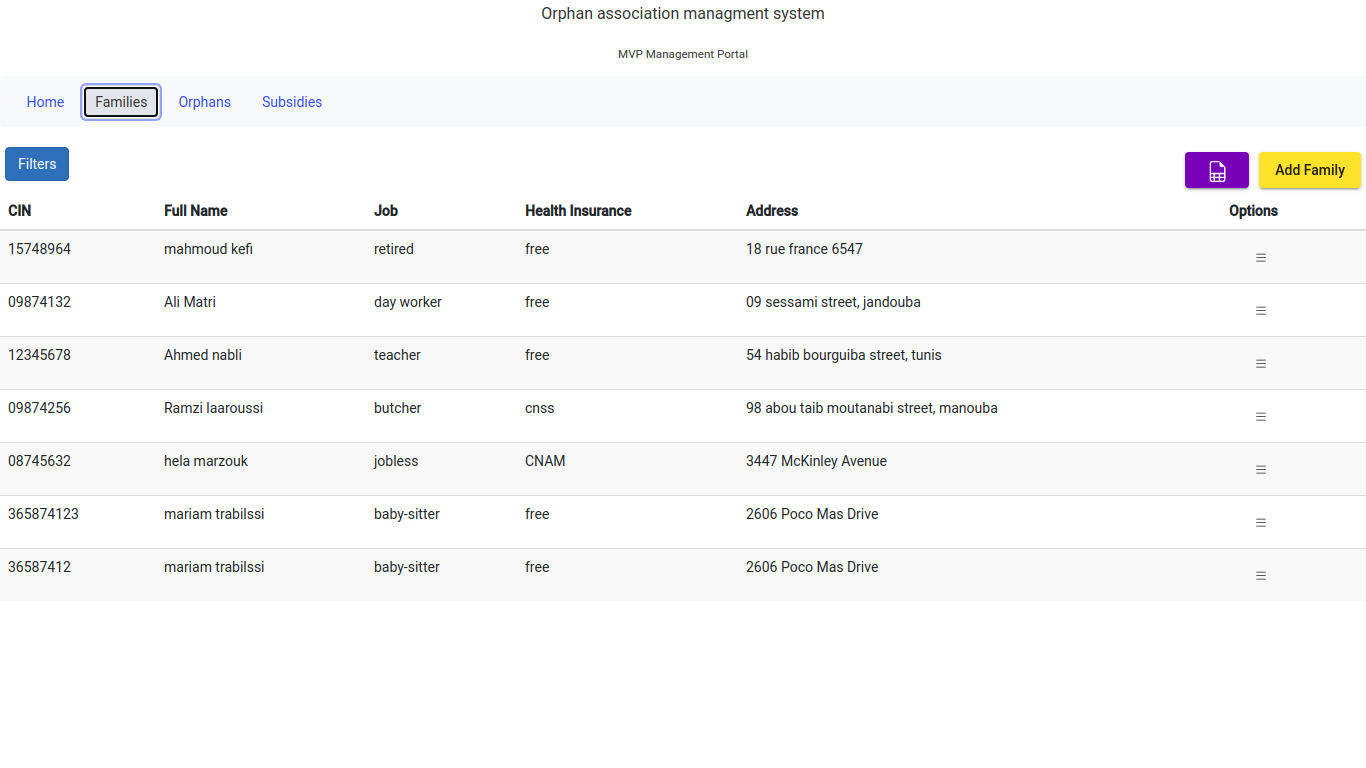 Orphan association managment system
MVP Management Portal
Home Families Orphans Subsidies
Filters
Add Family
CIN Full Name Job Health Insurance Address Options
15748964 mahmoud kefi retired free 18 rue france 6547
09874132 Ali Matri day worker free 09 sessami street, jandouba
12345678 Ahmed nabli teacher free 54 habib bourguiba street, tunis
09874256 Ramzi laaroussi butcher cnss 98 abou taib moutanabi street, manouba
08745632 hela marzouk jobless CNAM 3447 McKinley Avenue
365874123 mariam trabilssi baby-sitter free 2606 Poco Mas Drive
36587412 mariam trabilssi baby-sitter free 2606 Poco Mas Drive